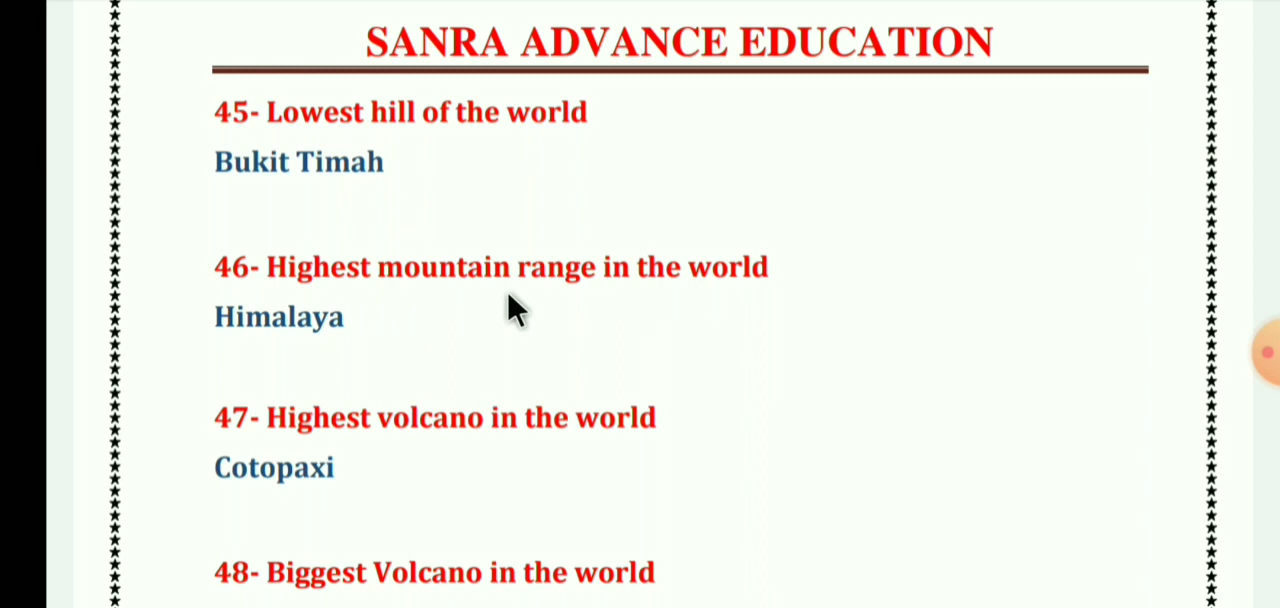 SANRA ADVANCE EDUCATION
45- Lowest hill of the world
Bukit Timah
46- Highest mountain range in the world
Himalaya
47- Highest volcano in the world
Cotopaxi
48- Biggest Volcano in the world